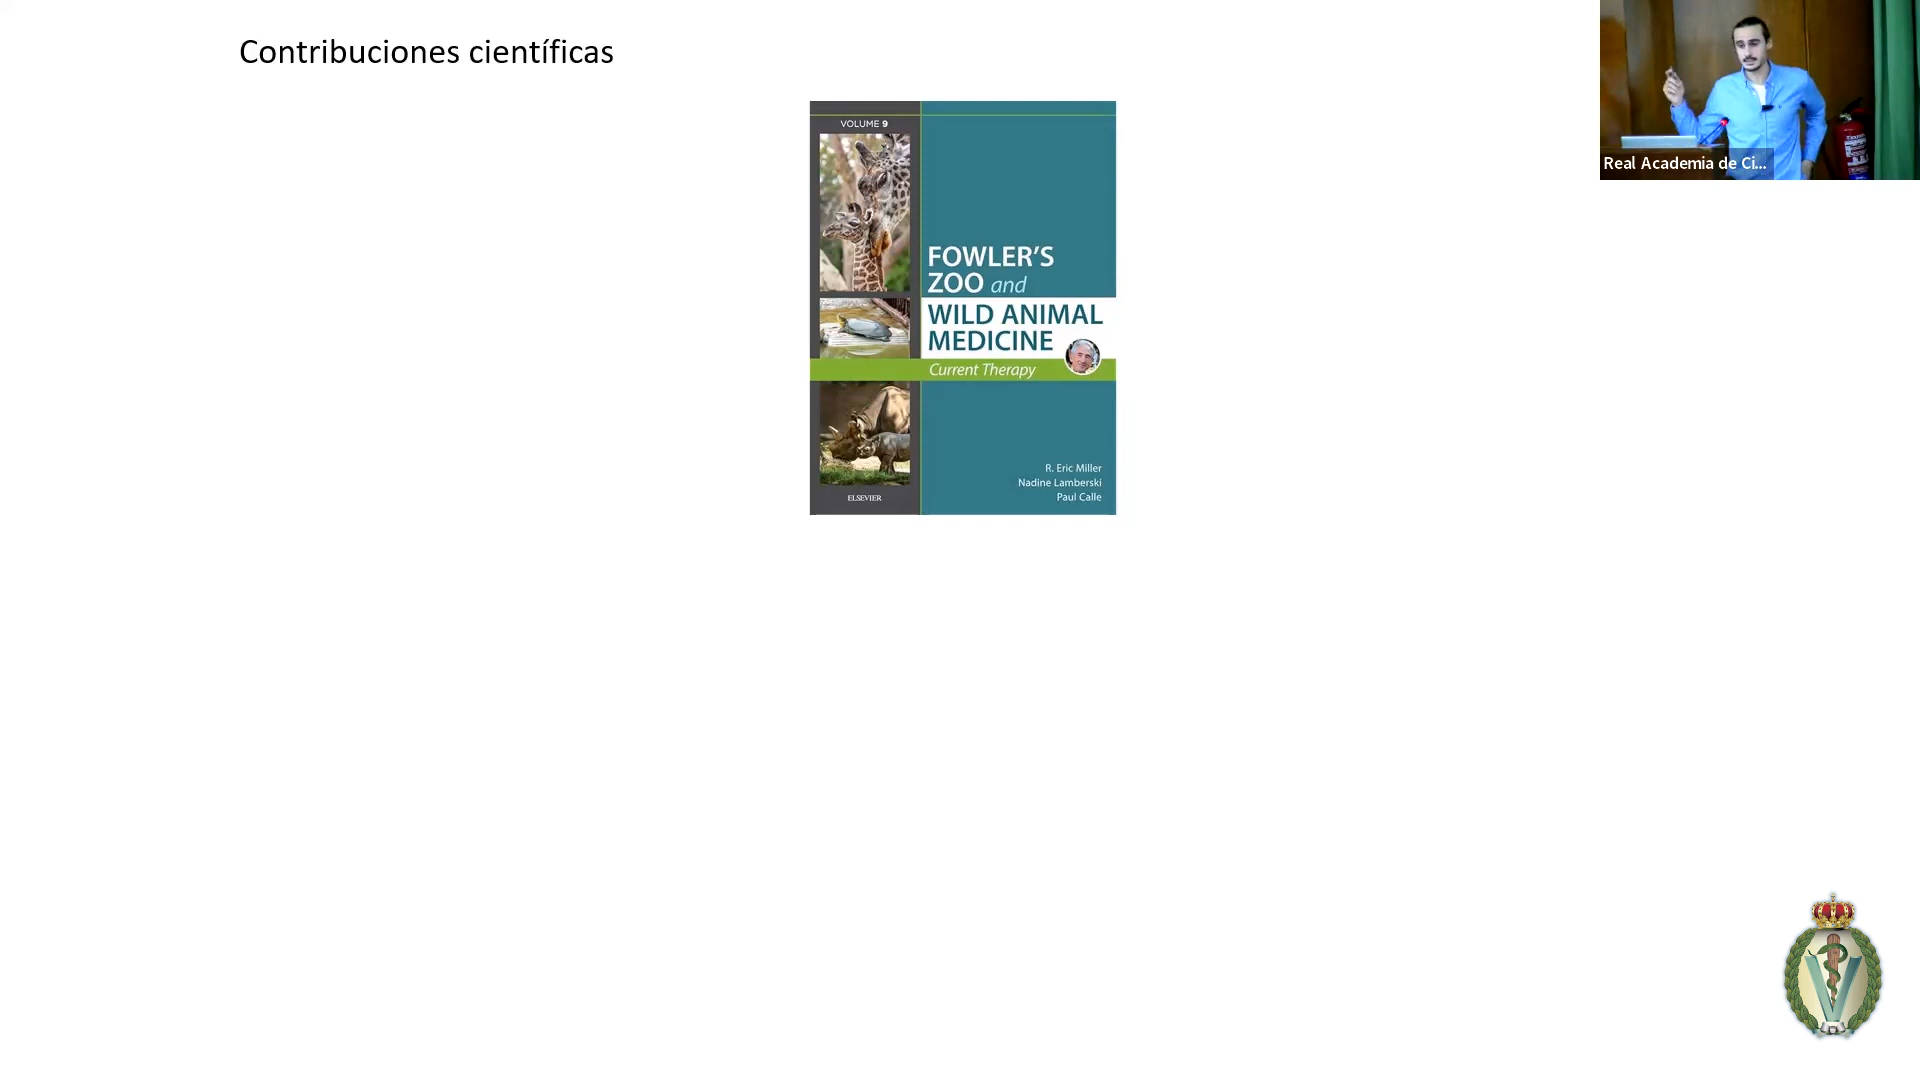 Contribuciones científicas
VOLUME 9
FOWLER'S
ZOO and
WILD ANIMAL
MEDICINE
Current Therapy
R. Eric Miller
Nadine Lamberski
Paul Calle
ELSEVIER
Real Academia de Ci...